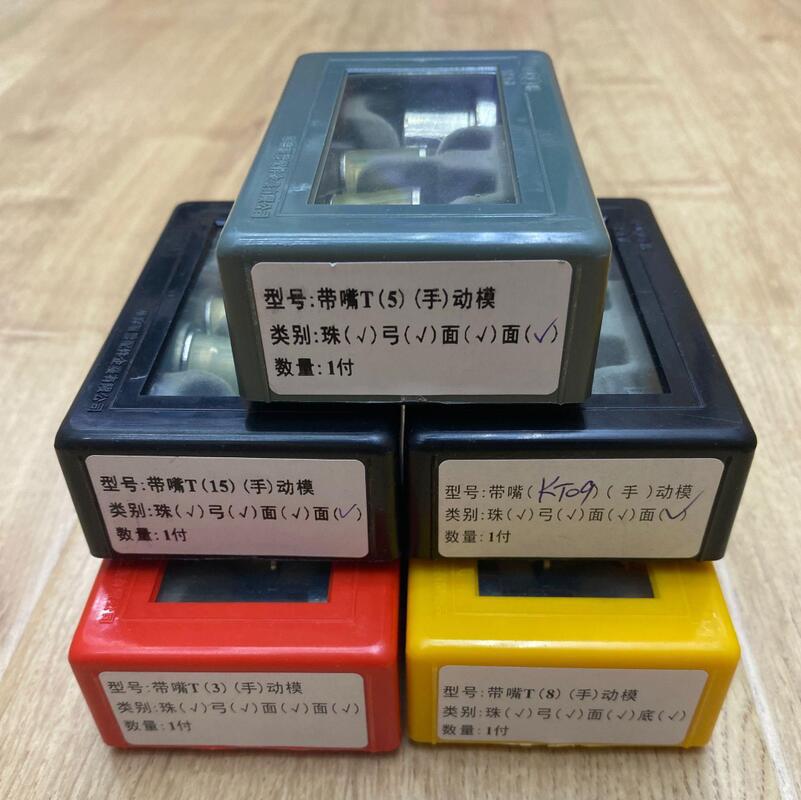 型号:带嘴T(5)(手)动模
类别:珠(√)弓(√)面(√)面(√)
数量:1付
型号:带嘴T(15)(手)动模
类别:珠(√)弓(√)面(√)面(√)
数量:1付
型号:带嘴(KT09)(手)动模
类别:珠(√)弓(√)面(√)面(√)
数量:1付
型号:带嘴T(3)(手)动模
类别:珠(√)弓(√)面(√)面(√)
数量:1付
型号:带嘴T(8)(手)动模
类别:珠(√)弓(√)面(√)底(√)
数量:1付